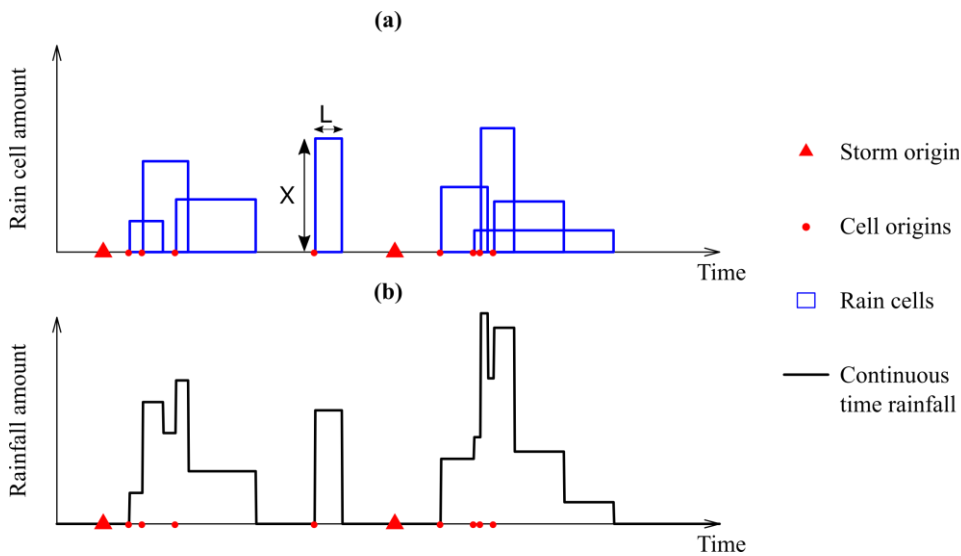 (a)
Rain cell amount
L
X
Time
Storm origin
Cell origins
Rain cells
Continuous
time rainfall
(b)
Rainfall amount
Time